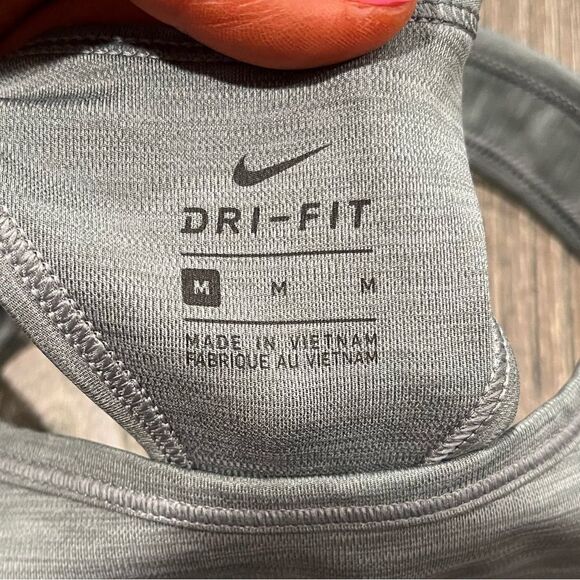 DRI-FIT
M M M
MADE IN VIETNAM
FABRIQUE AU VIETNAM